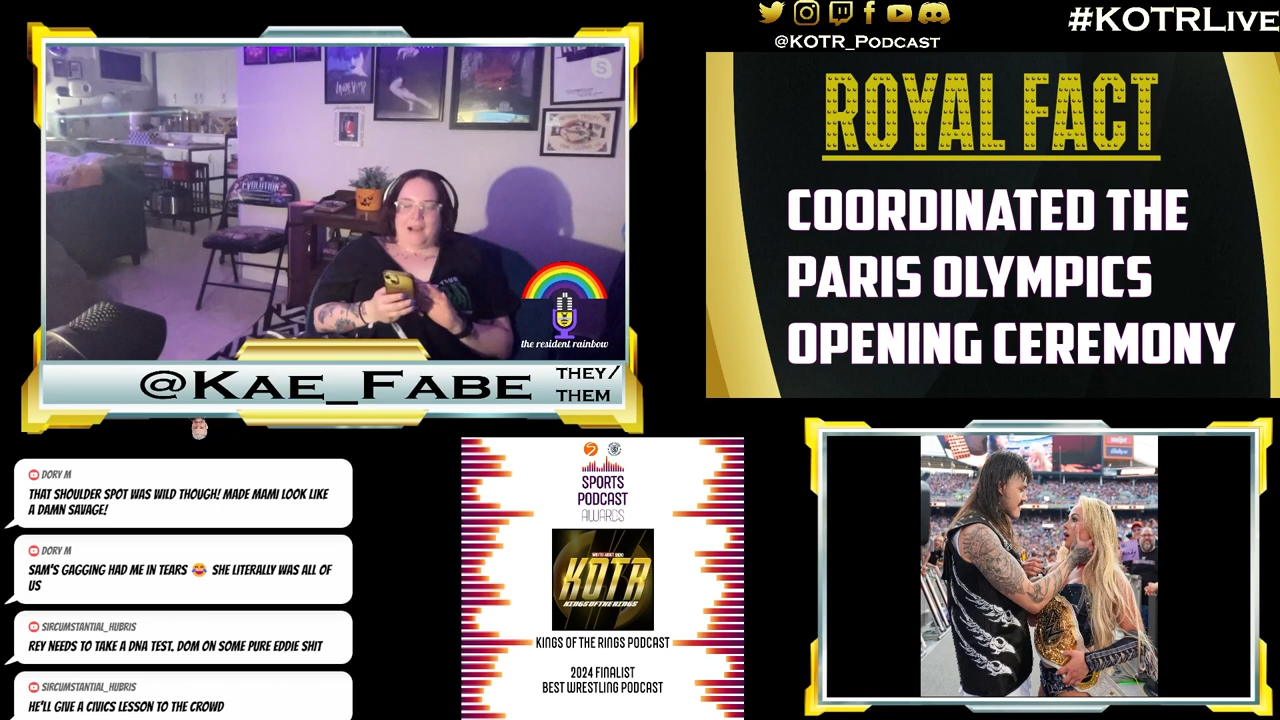 @KOTR_PODCAST
#KOTRLIVE
ROYAL FACT
COORDINATED THE
PARIS OLYMPICS
OPENING CEREMONY
EVOLUTION
the resident rainbow
@KAE_FABE
THEY/
THEM
DORY M
THAT SHOULDER SPOT WAS WILD THOUGH! MADE MAMI LOOK LIKE
A DAMN SAVAGE!
DORY M
SAM'S GAGGING HAD ME IN TEARS 😂 SHE LITERALLY WAS ALL OF
US
SIRCUMSTANTIAL_HUBRIS
REY NEEDS TO TAKE A DNA TEST. DOM ON SOME PURE EDDIE SHIT
SIRCUMSTANTIAL_HUBRIS
HE'LL GIVE A CIVICS LESSON TO THE CROWD
SPORTS
PODCAST
AWARDS
KOTR
KINGS OF THE RINGS
KINGS OF THE RINGS PODCAST
2024 FINALIST
BEST WRESTLING PODCAST